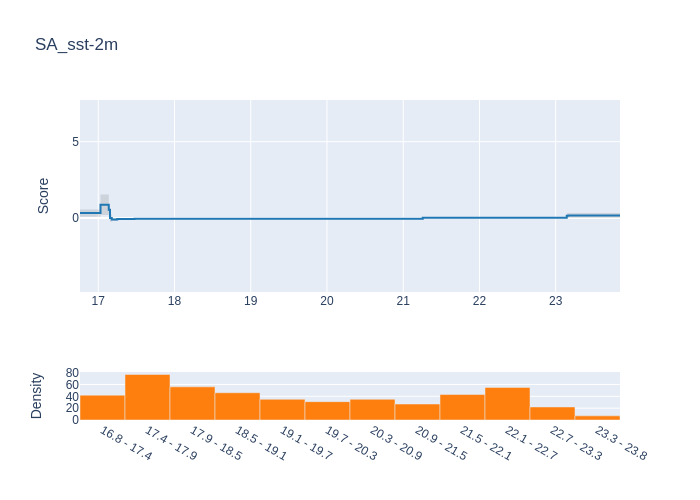 SA_sst-2m
Score
5
0
17 18 19 20 21 22 23
Density
80
60
40
20
0
16.8 - 17.4
17.4 - 17.9
17.9 - 18.5
18.5 - 19.1
19.1 - 19.7
19.7 - 20.3
20.3 - 20.9
20.9 - 21.5
21.5 - 22.1
22.1 - 22.7
22.7 - 23.3
23.3 - 23.8